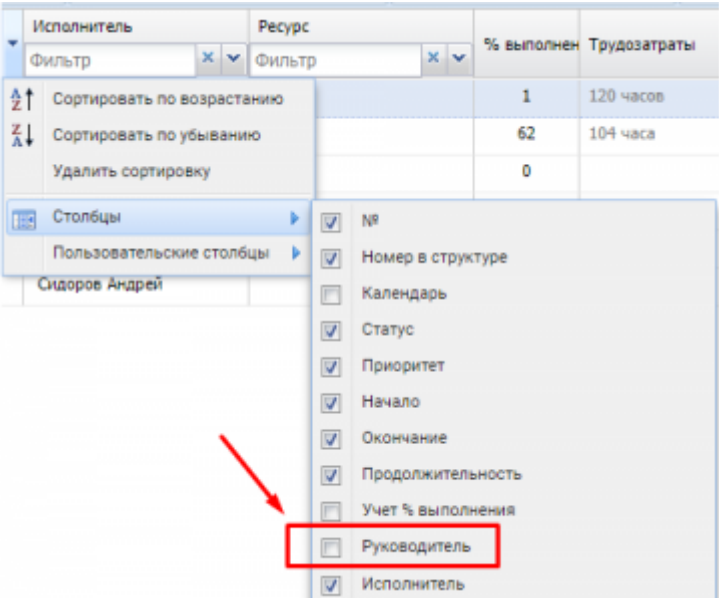 Исполнитель Ресурс % выполнен Трудозатраты
Фильтр Фильтр
Сортировать по возрастанию 1 120 часов
Сортировать по убыванию 62 104 часа
Удалить сортировку 0
Столбцы №
Пользовательские столбцы Номер в структуре
Сидоров Андрей Календарь
Статус
Приоритет
Начало
Окончание
Продолжительность
Учет % выполнения
Руководитель
Исполнитель